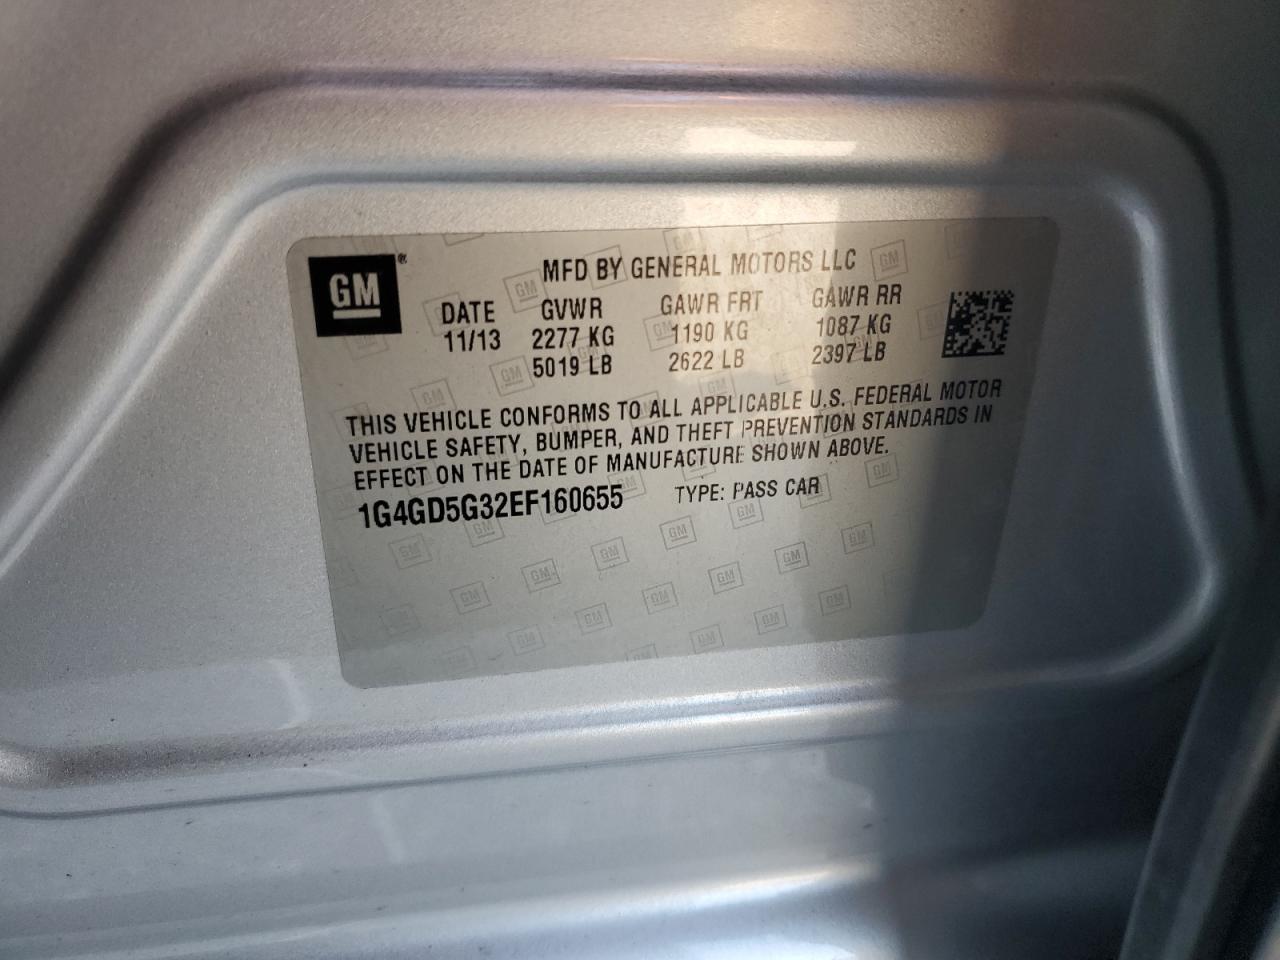 GM®
MFD BY GENERAL MOTORS LLC
DATE GVWR GAWR FRT GAWR RR
11/13 2277 KG 1190 KG 1087 KG
5019 LB 2622 LB 2397 LB
THIS VEHICLE CONFORMS TO ALL APPLICABLE U.S. FEDERAL MOTOR
VEHICLE SAFETY, BUMPER, AND THEFT PREVENTION STANDARDS IN
EFFECT ON THE DATE OF MANUFACTURE SHOWN ABOVE.
1G4GD5G32EF160655 TYPE: PASS CAR